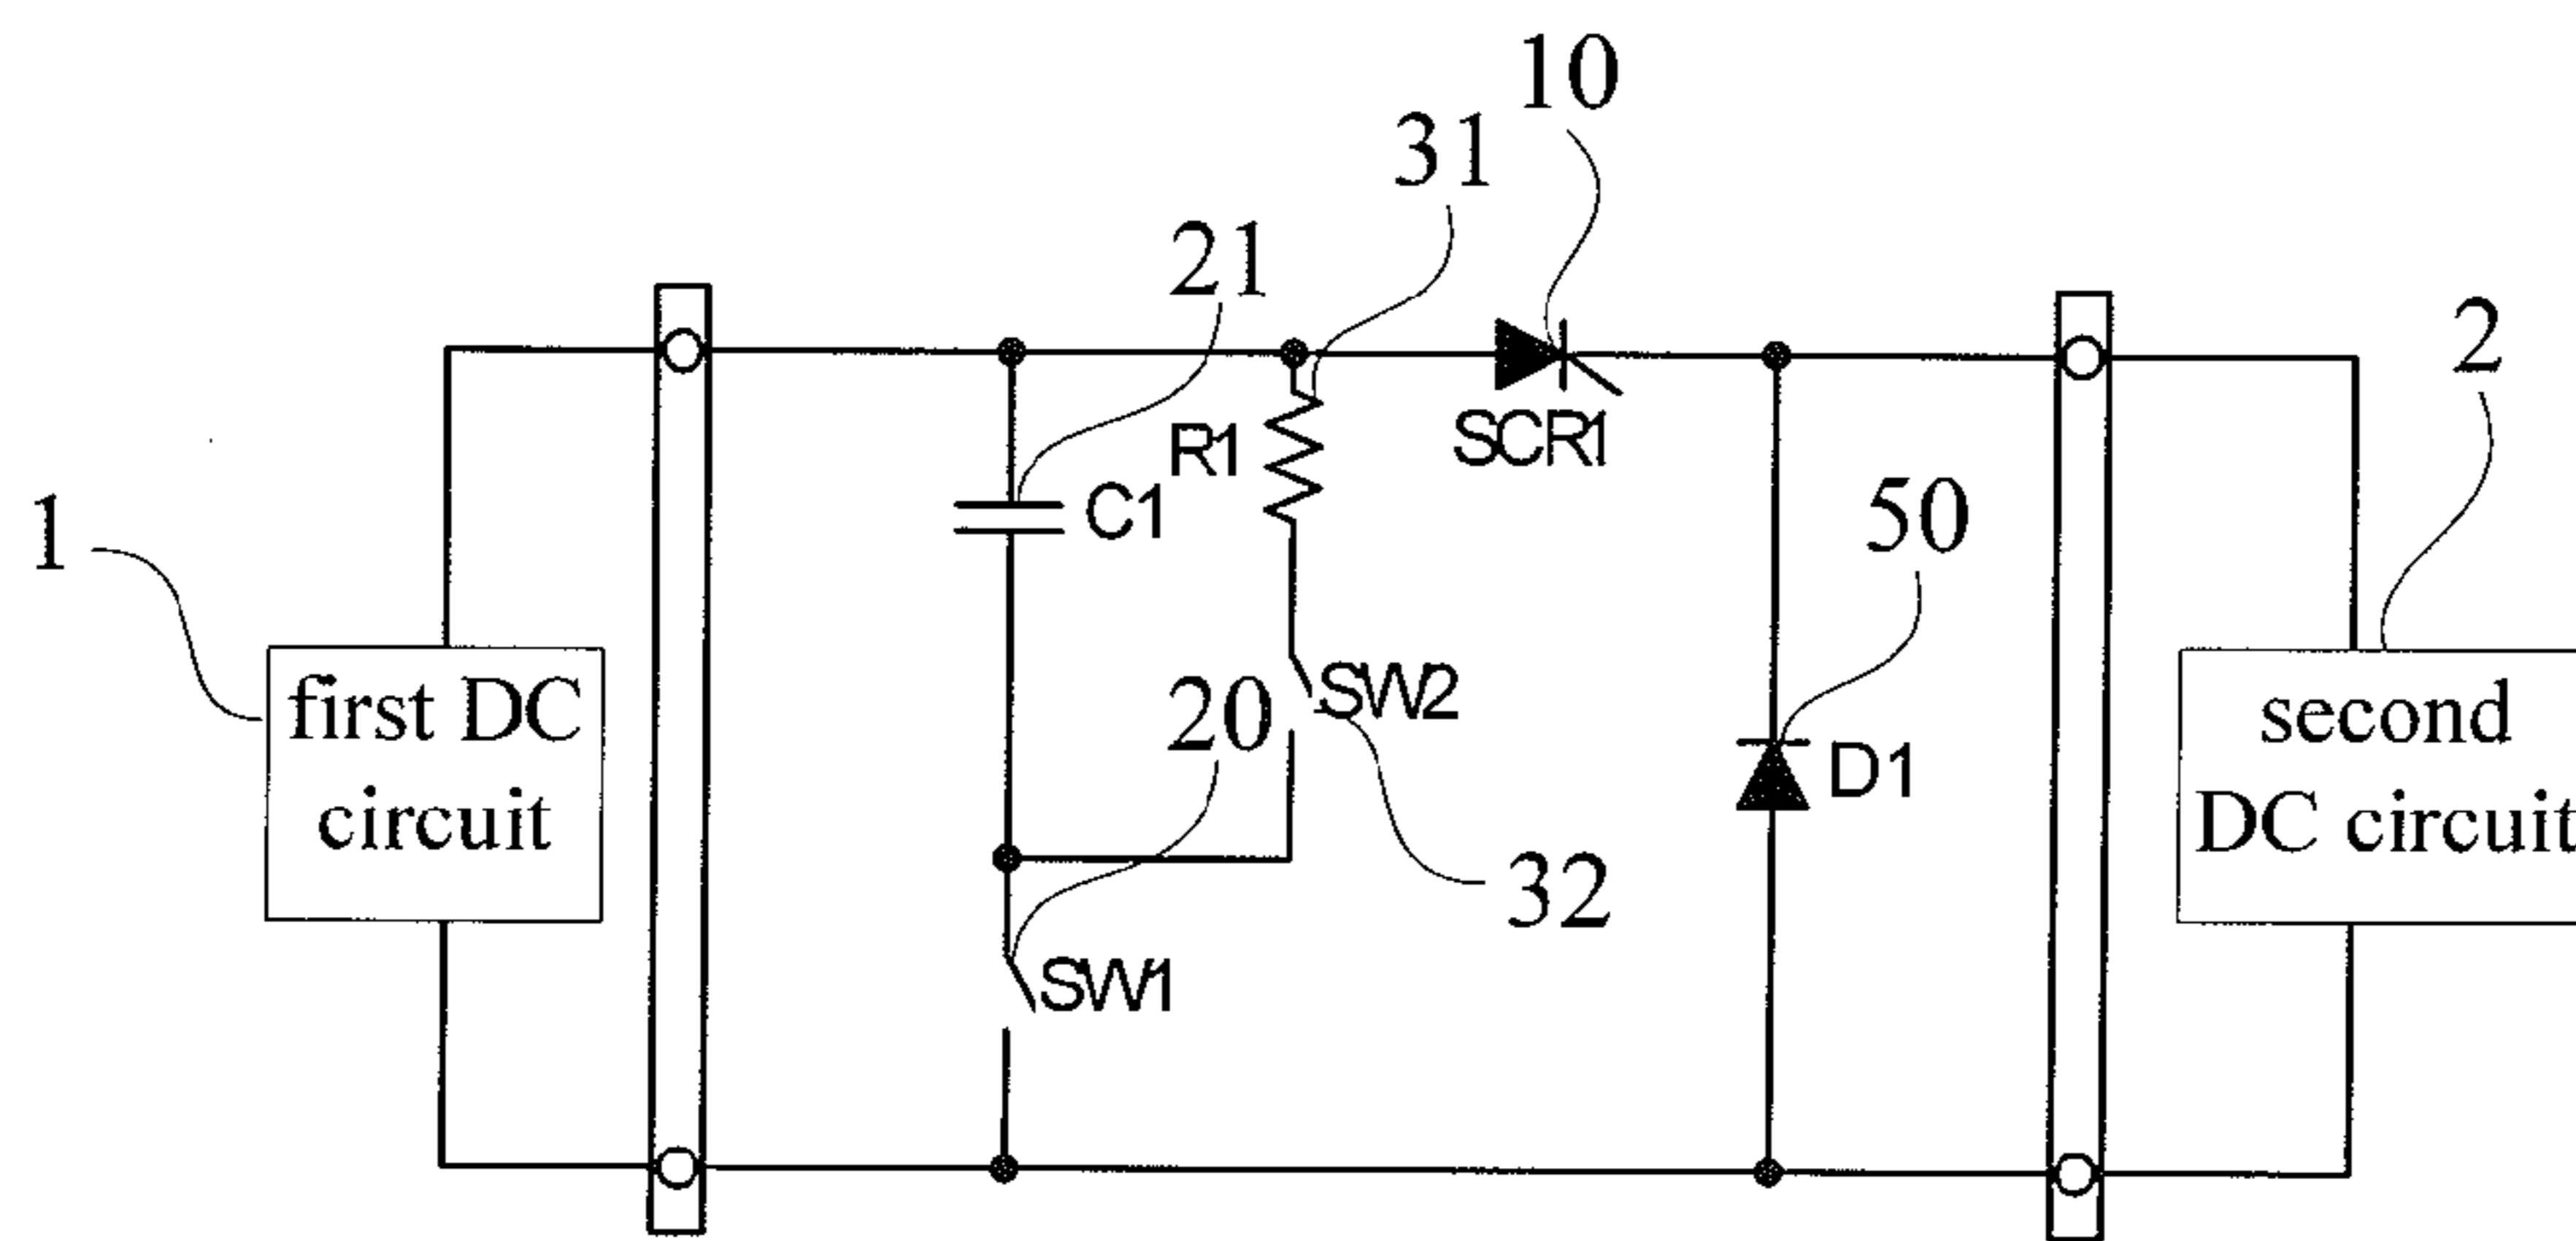 10
31
21
2
R1
SCR1
1
C1
50
first DC
circuit
20
SW2
second
DC circuit
D1
32
SW1